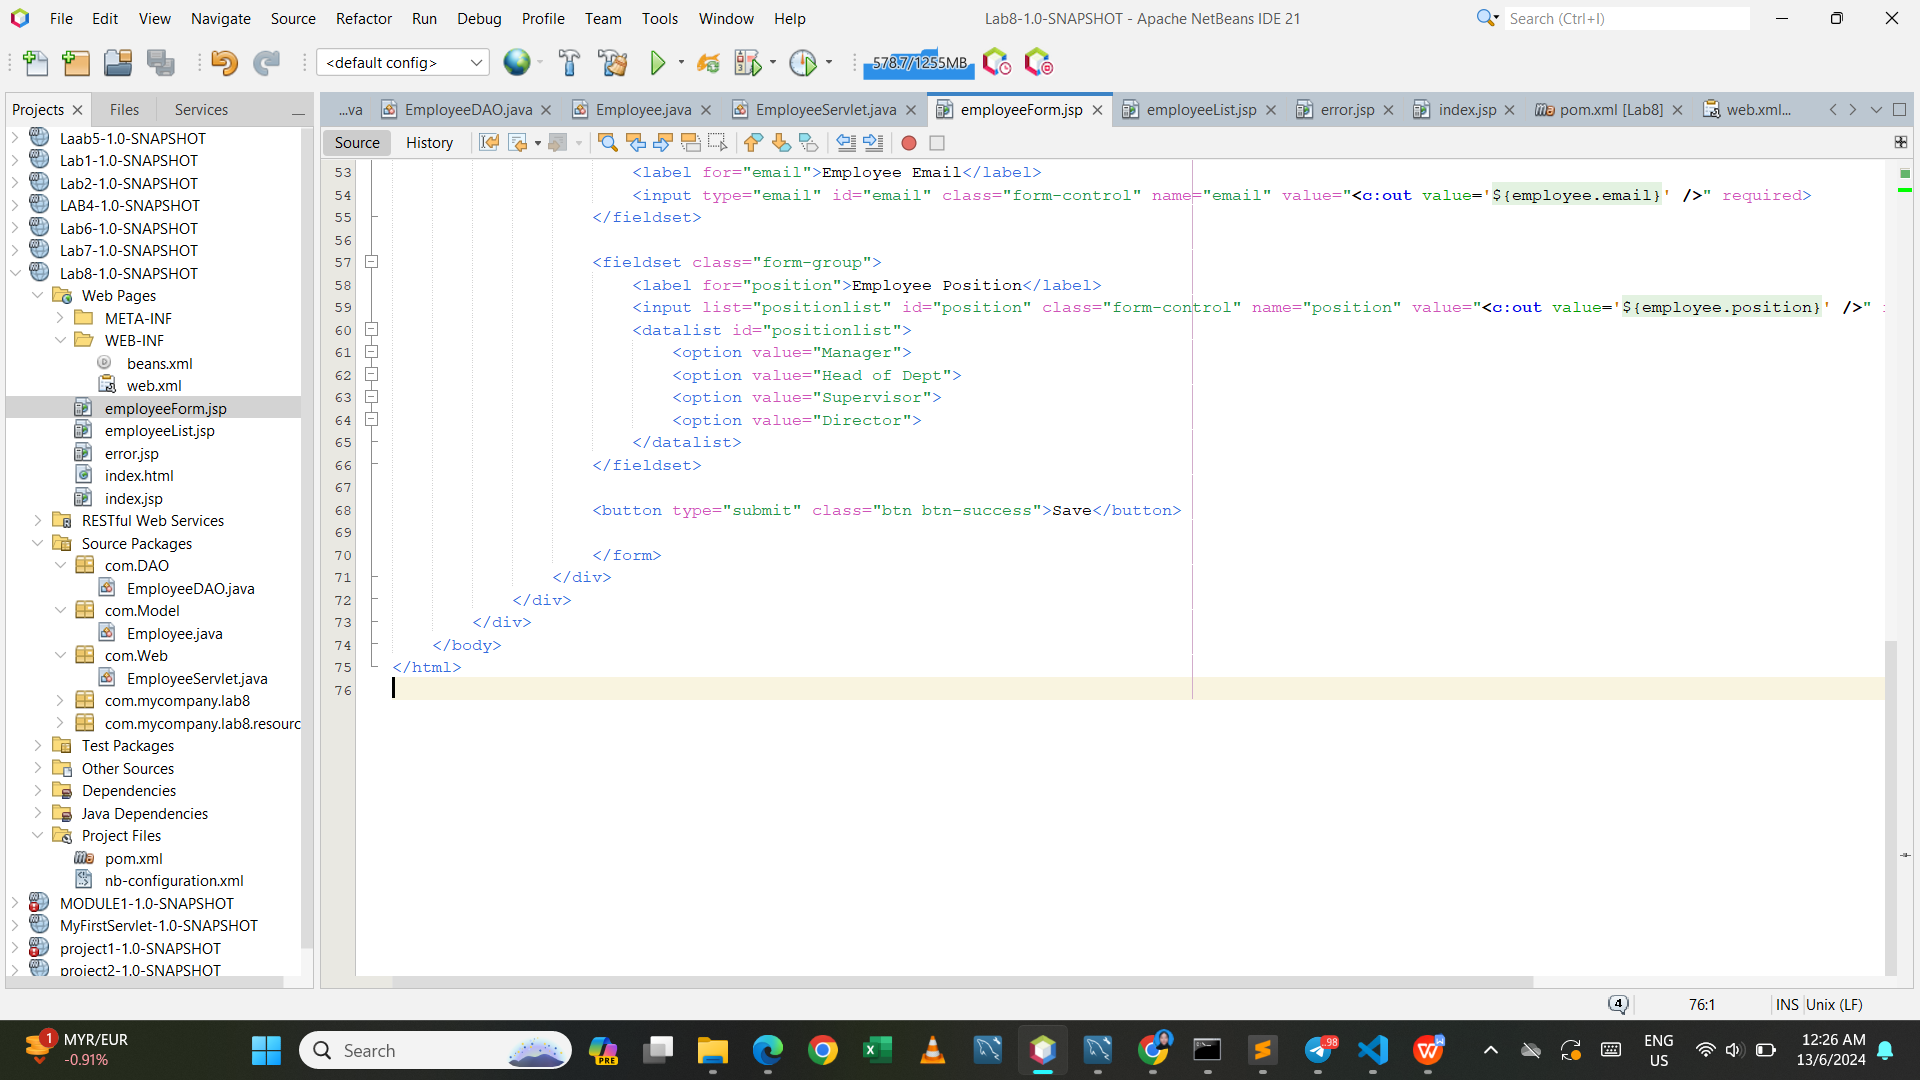 File Edit View Navigate Source Refactor Run Debug Profile Team Tools Window Help Lab8-1.0-SNAPSHOT - Apache NetBeans IDE 21 Search (Ctrl+I)
<default config> 578.7/1255MB
Projects Files Services
...va EmployeeDAO.java Employee.java EmployeeServlet.java employeeForm.jsp employeeList.jsp error.jsp index.jsp pom.xml [Lab8] web.xml...
Source History
Laab5-1.0-SNAPSHOT
Lab1-1.0-SNAPSHOT
Lab2-1.0-SNAPSHOT
LAB4-1.0-SNAPSHOT
Lab6-1.0-SNAPSHOT
Lab7-1.0-SNAPSHOT
Lab8-1.0-SNAPSHOT
Web Pages
META-INF
WEB-INF
beans.xml
web.xml
employeeForm.jsp
employeeList.jsp
error.jsp
index.html
index.jsp
RESTful Web Services
Source Packages
com.DAO
EmployeeDAO.java
com.Model
Employee.java
com.Web
EmployeeServlet.java
com.mycompany.lab8
com.mycompany.lab8.resourc
Test Packages
Other Sources
Dependencies
Java Dependencies
Project Files
pom.xml
nb-configuration.xml
MODULE1-1.0-SNAPSHOT
MyFirstServlet-1.0-SNAPSHOT
project1-1.0-SNAPSHOT
project2-1.0-SNAPSHOT
53 <label for="email">Employee Email</label>
54 <input type="email" id="email" class="form-control" name="email" value="<c:out value='${employee.email}' />" required>
55 </fieldset>
56
57 <fieldset class="form-group">
58 <label for="position">Employee Position</label>
59 <input list="positionlist" id="position" class="form-control" name="position" value="<c:out value='${employee.position}' />"
60 <datalist id="positionlist">
61 <option value="Manager">
62 <option value="Head of Dept">
63 <option value="Supervisor">
64 <option value="Director">
65 </datalist>
66 </fieldset>
67
68 <button type="submit" class="btn btn-success">Save</button>
69
70 </form>
71 </div>
72 </div>
73 </div>
74 </body>
75 </html>
76
4 76:1 INS Unix (LF)
1 MYR/EUR
-0.91%
Search
PRE
98
ENG
US
12:26 AM
13/6/2024